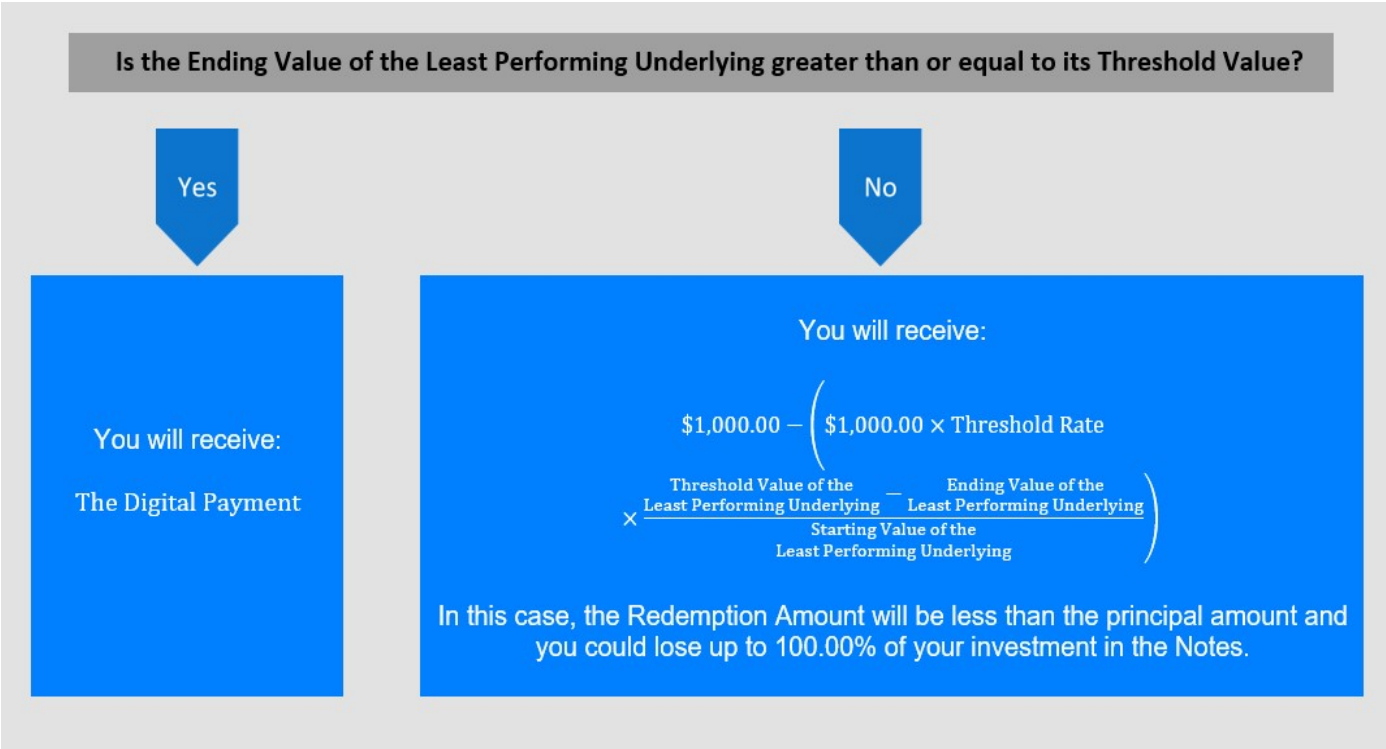 Is the Ending Value of the Least Performing Underlying greater than or equal to its Threshold Value?
Yes
No
You will receive:
The Digital Payment
You will receive:
$1,000.00 − ( $1,000.00 × Threshold Rate
× Threshold Value of the Least Performing Underlying − Ending Value of the Least Performing Underlying
Starting Value of the
Least Performing Underlying )
In this case, the Redemption Amount will be less than the principal amount and
you could lose up to 100.00% of your investment in the Notes.